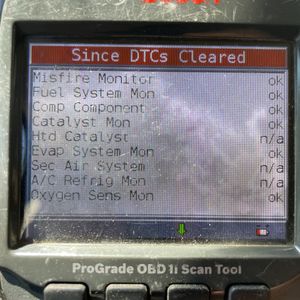 Since DTCs Cleared
Misfire Monitor ok
Fuel System Mon ok
Comp Component ok
Catalyst Mon ok
Htd Catalyst n/a
Evap System Mon ok
Sec Air System n/a
A/C Refrig Mon n/a
Oxygen Sens Mon ok
ProGrade OBD II Scan Tool